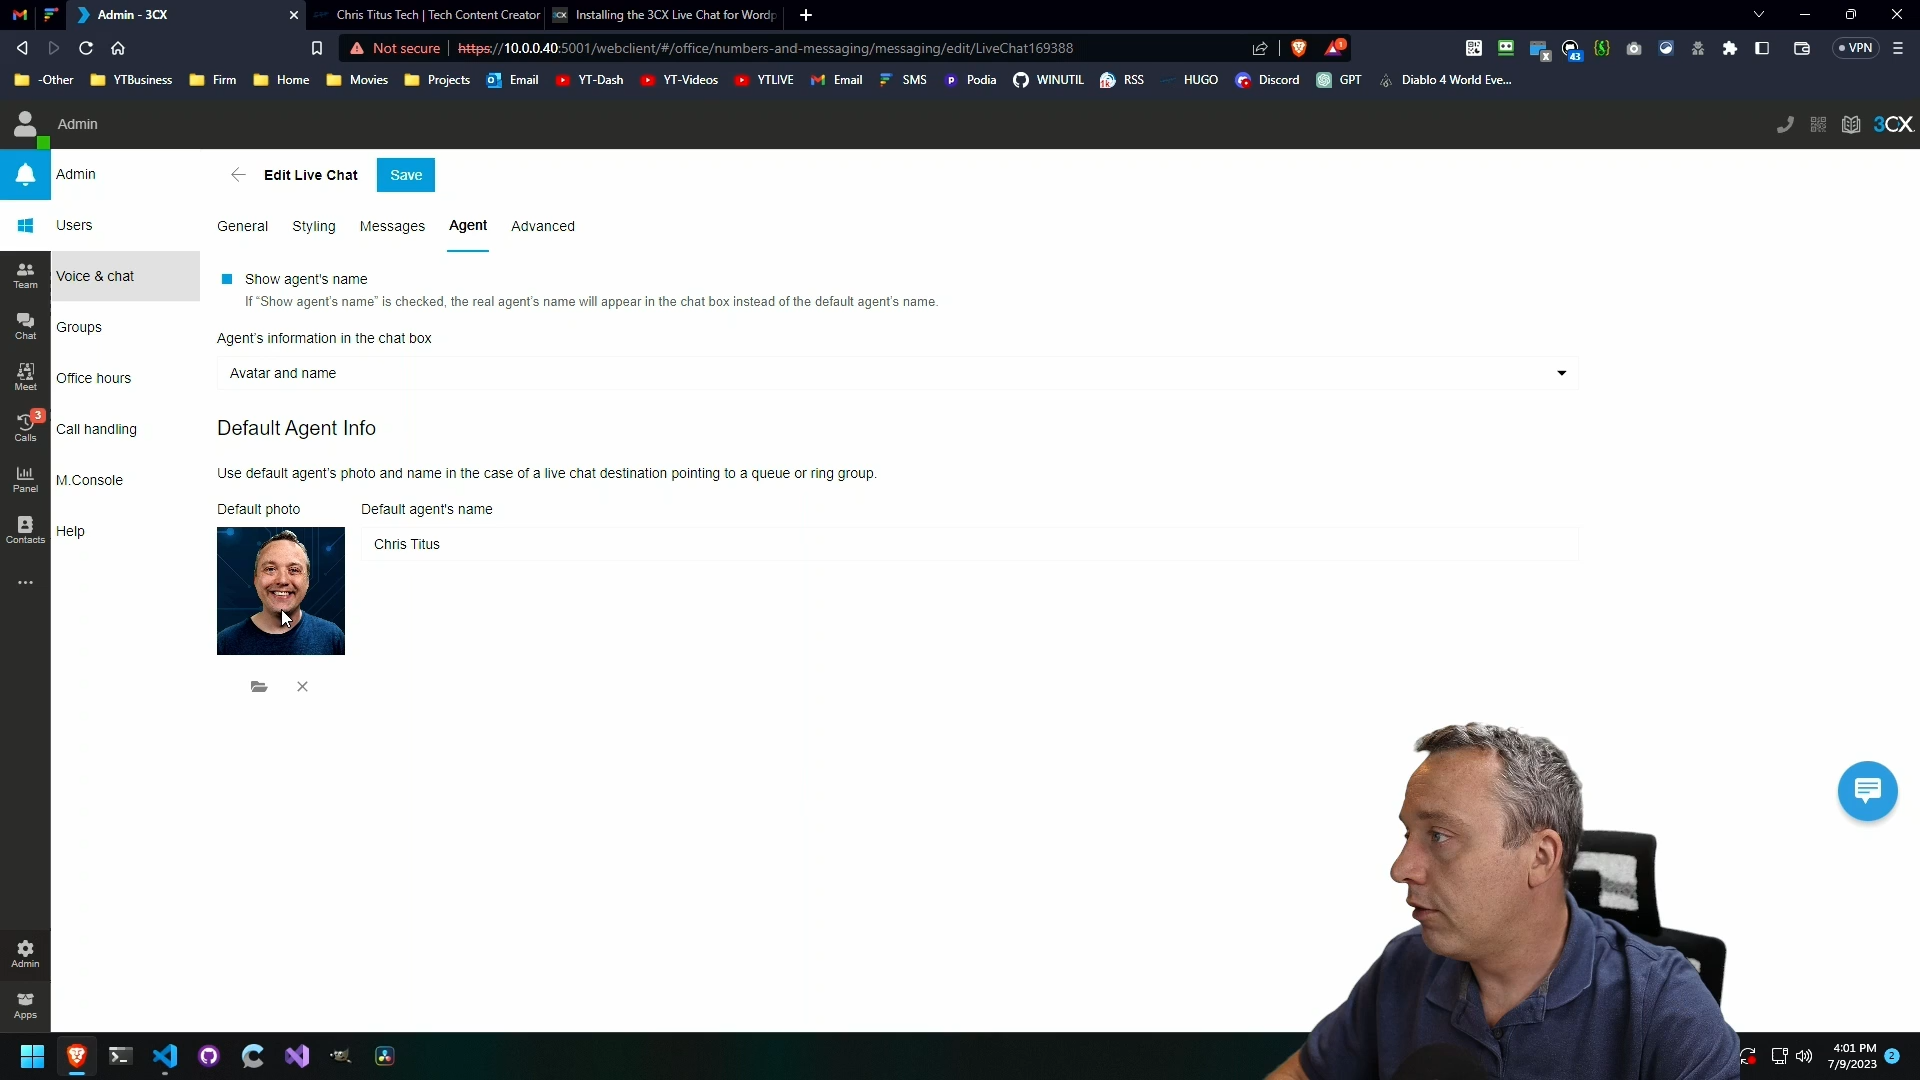 Admin - 3CX
Chris Titus Tech | Tech Content Creator
Installing the 3CX Live Chat for Wordp
Not secure
https://10.0.0.40:5001/webclient/#/office/numbers-and-messaging/messaging/edit/LiveChat169388
1
43
VPN
-Other
YTBusiness
Firm
Home
Movies
Projects
Email
YT-Dash
YT-Videos
YTLIVE
Email
SMS
Podia
WINUTIL
RSS
HUGO
Discord
GPT
Diablo 4 World Eve...
Admin
3CX
Admin
Users
Voice & chat
Groups
Office hours
Call handling
M.Console
Help
Team
Chat
Meet
3
Calls
Panel
Contacts
Admin
Apps
Edit Live Chat
Save
General
Styling
Messages
Agent
Advanced
Show agent's name
If “Show agent's name” is checked, the real agent's name will appear in the chat box instead of the default agent's name.
Agent's information in the chat box
Avatar and name
Default Agent Info
Use default agent's photo and name in the case of a live chat destination pointing to a queue or ring group.
Default photo
Default agent's name
Chris Titus
4:01 PM
7/9/2023
2